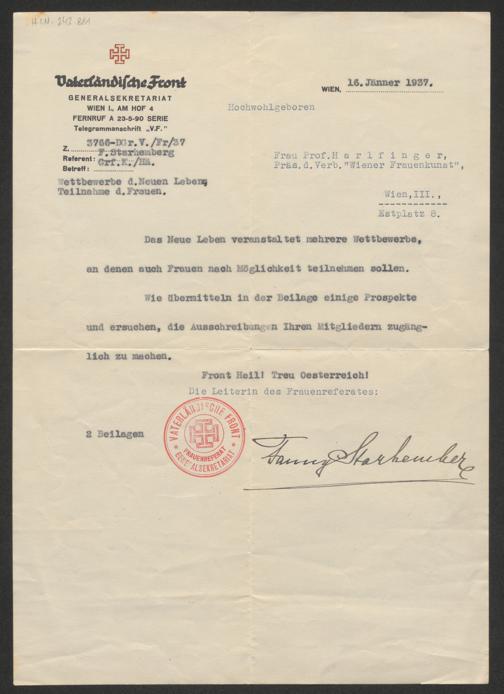 H.I.N.-242.811
Vaterländische Front
GENERALSEKRETARIAT
WIEN I., AM HOF 4
FERNRUF A 23-5-90 SERIE
Telegrammanschrift „V.F."
WIEN, 16.Jänner 1937.
Hochwohlgeboren
Z. 3766-DGr.V./Fr/37
Referent: F.Starhemberg
Betreff: Grf.K./HA.
Wettbewerbe d.Neuen Leben,
Teilnahme d.Frauen.
Frau Prof.H a r l f i n g e r,
Präs.d.Verb."Wiener Frauenkunst",
Wien,III.,
Estplatz 8.
Das Neue Leben veranstaltet mehrere Wettbewerbe,
an denen auch Frauen nach Möglichkeit teilnehmen sollen.
Wie übermitteln in der Beilage einige Prospekte
und ersuchen, die Ausschreibungen Ihren Mitgliedern zugäng-
lich zu machen.
Front Heil! Treu Oesterreich!
Die Leiterin des Frauenreferates:
2 Beilagen
VATERLÄNDISCHE FRONT
FRAUENREFERAT
GENERALSEKRETARIAT
Fanny Starhemberg